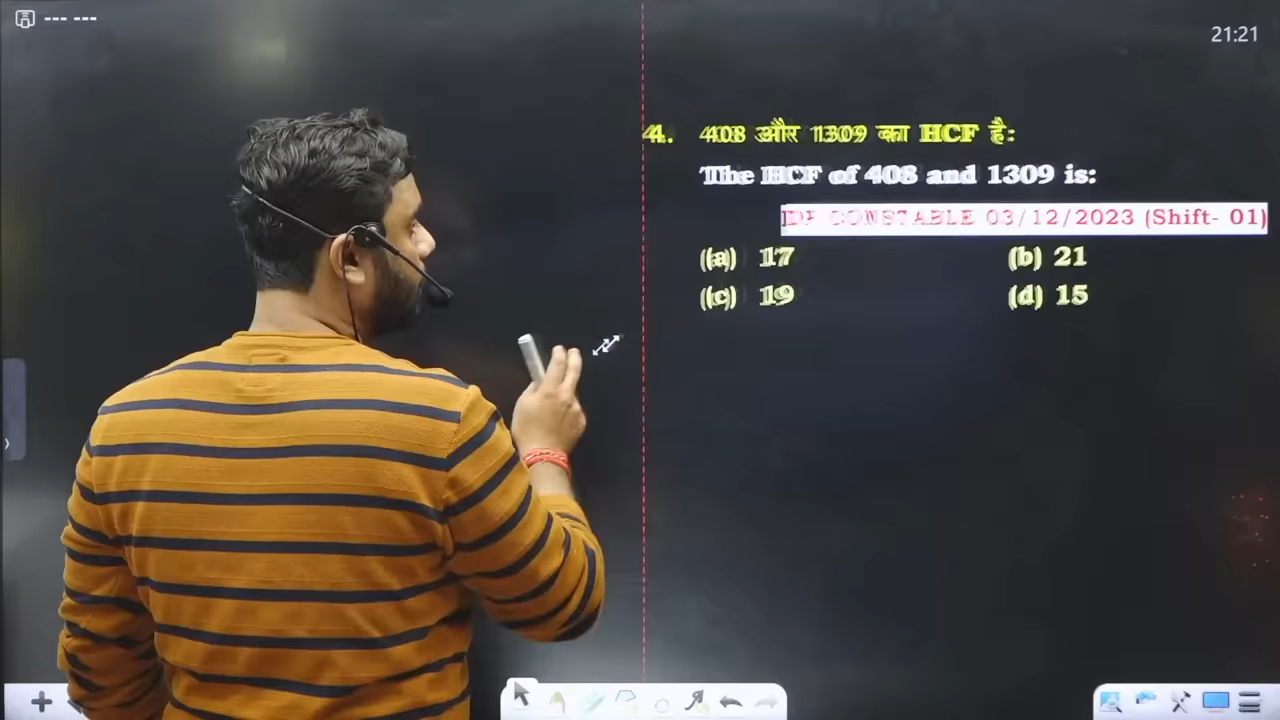 21:21
4. 408 और 1309 का HCF है:
The HCF of 408 and 1309 is:
DP CONSTABLE 03/12/2023 (Shift- 01)
(a) 17 (b) 21
(c) 19 (d) 15